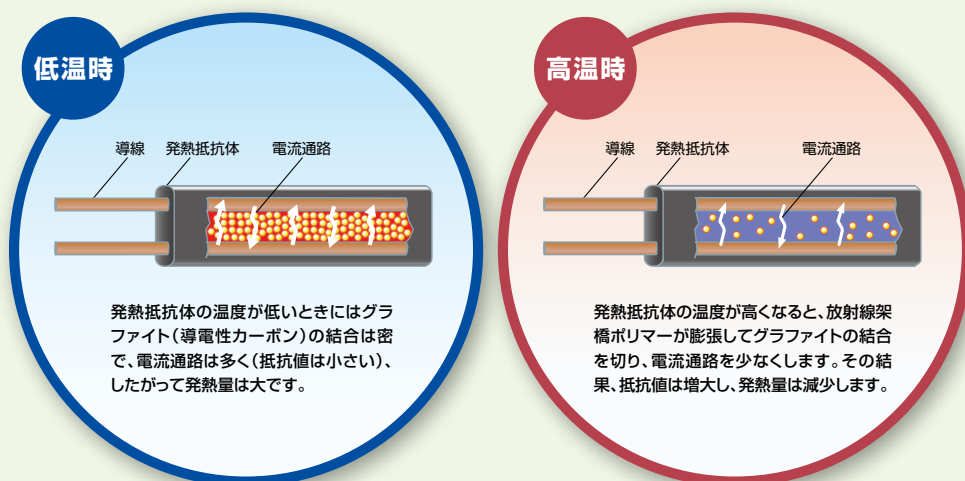 低温時
導線 発熱抵抗体 電流通路
発熱抵抗体の温度が低いときにはグラ
ファイト(導電性カーボン)の結合は密
で、電流通路は多く(抵抗値は小さい)、
したがって発熱量は大です。
高温時
導線 発熱抵抗体 電流通路
発熱抵抗体の温度が高くなると、放射線架
橋ポリマーが膨張してグラファイトの結合
を切り、電流通路を少なくします。その結
果、抵抗値は増大し、発熱量は減少します。